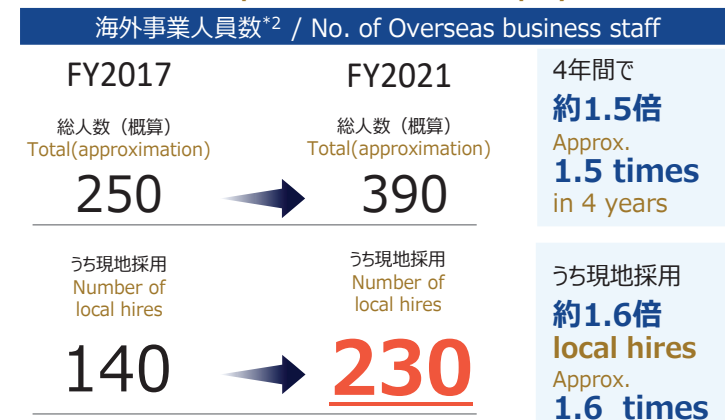 海外事業人員数*2 / No. of Overseas business staff
FY2017
FY2021
総人数（概算）
Total(approximation)
総人数（概算）
Total(approximation)
250
390
うち現地採用
Number of
local hires
うち現地採用
Number of
local hires
140
230
4年間で
約1.5倍
Approx.
1.5 times
in 4 years
うち現地採用
約1.6倍
local hires
Approx.
1.6 times